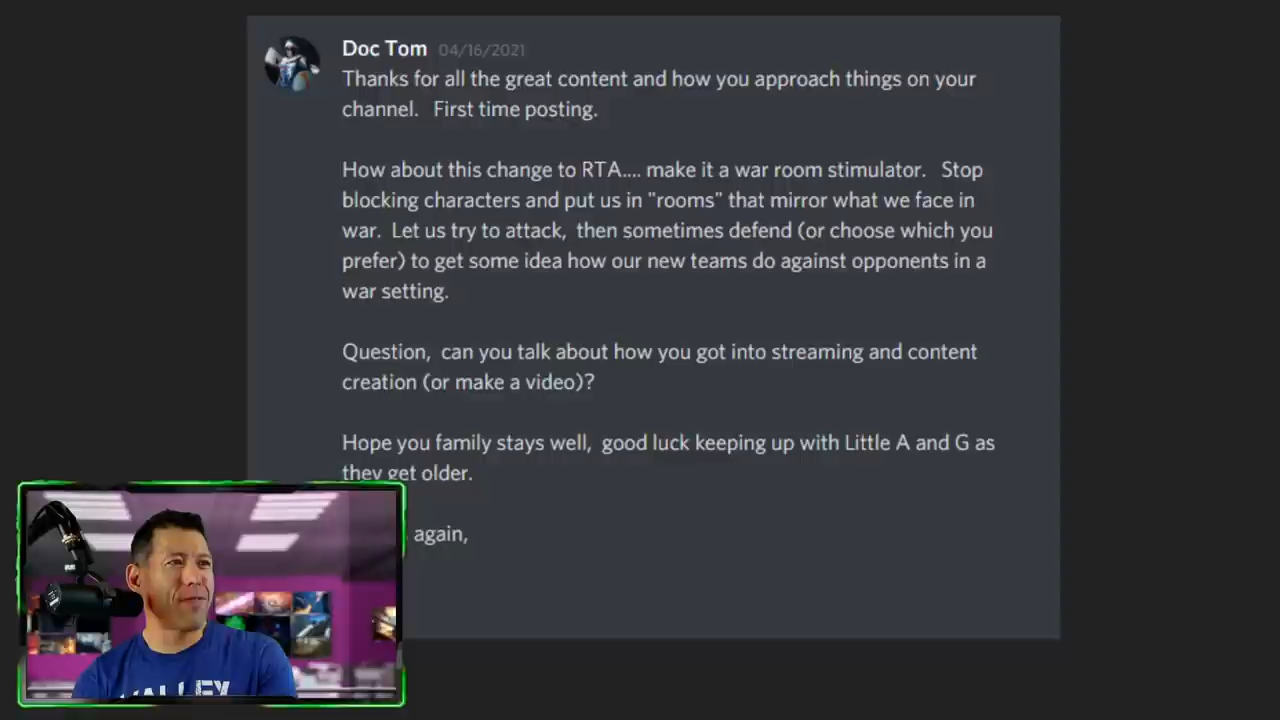 Doc Tom 04/16/2021
Thanks for all the great content and how you approach things on your
channel. First time posting.
How about this change to RTA.... make it a war room stimulator. Stop
blocking characters and put us in "rooms" that mirror what we face in
war. Let us try to attack, then sometimes defend (or choose which you
prefer) to get some idea how our new teams do against opponents in a
war setting.
Question, can you talk about how you got into streaming and content
creation (or make a video)?
Hope you family stays well, good luck keeping up with Little A and G as
they get older.
again,